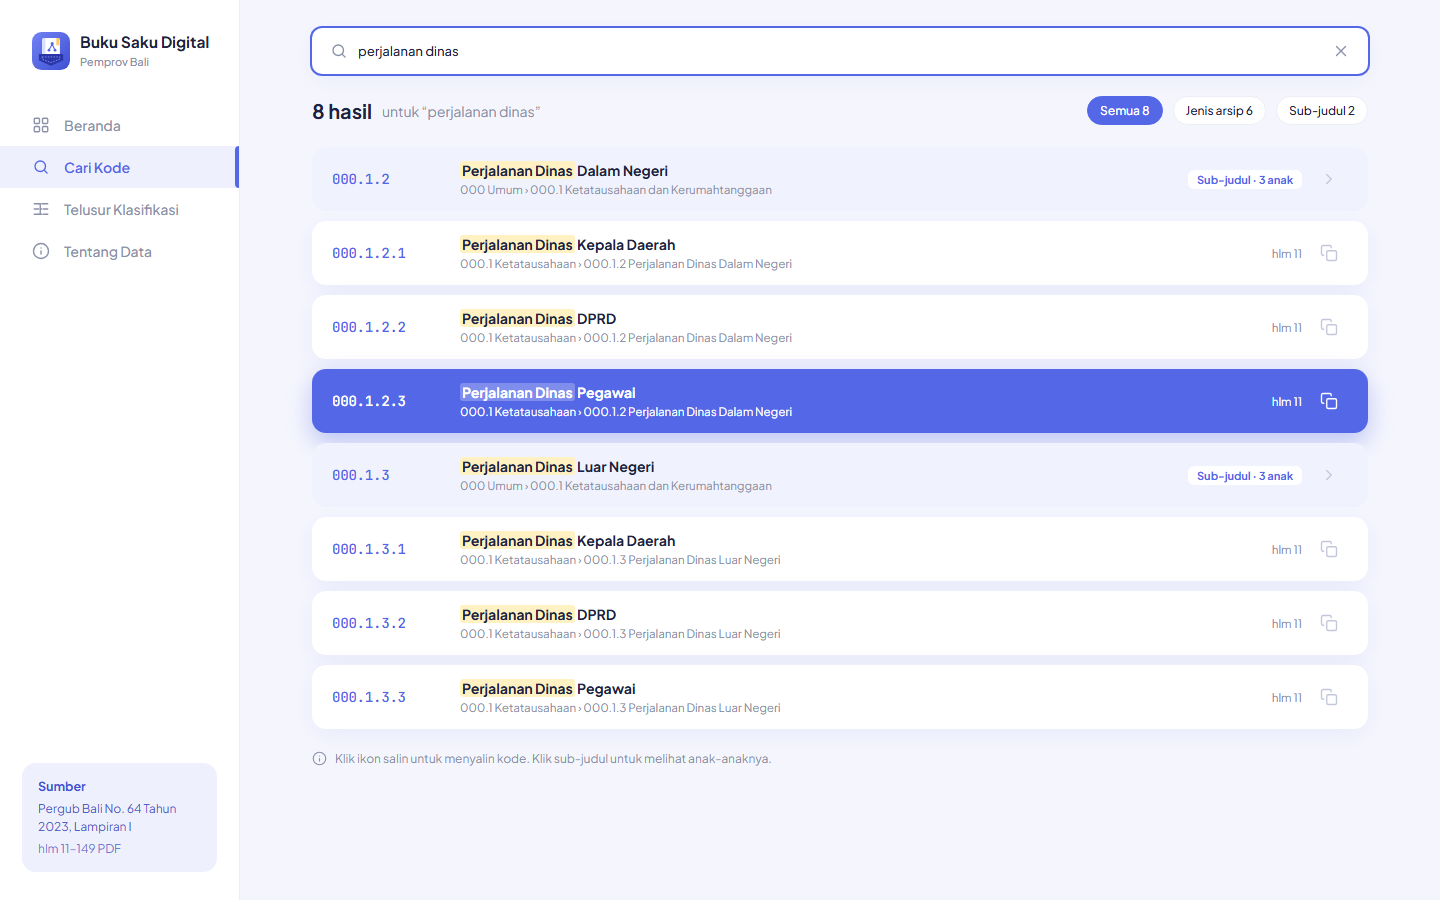 Buku Saku Digital
Pemprov Bali
Beranda
Cari Kode
Telusur Klasifikasi
Tentang Data
Sumber
Pergub Bali No. 64 Tahun
2023, Lampiran I
hlm 11–149 PDF
perjalanan dinas
8 hasil untuk “perjalanan dinas”
Semua 8 Jenis arsip 6 Sub-judul 2
000.1.2 Perjalanan Dinas Dalam Negeri
000 Umum › 000.1 Ketatausahaan dan Kerumahtanggaan
Sub-judul · 3 anak
000.1.2.1 Perjalanan Dinas Kepala Daerah
000.1 Ketatausahaan › 000.1.2 Perjalanan Dinas Dalam Negeri
hlm 11
000.1.2.2 Perjalanan Dinas DPRD
000.1 Ketatausahaan › 000.1.2 Perjalanan Dinas Dalam Negeri
hlm 11
000.1.2.3 Perjalanan Dinas Pegawai
000.1 Ketatausahaan › 000.1.2 Perjalanan Dinas Dalam Negeri
hlm 11
000.1.3 Perjalanan Dinas Luar Negeri
000 Umum › 000.1 Ketatausahaan dan Kerumahtanggaan
Sub-judul · 3 anak
000.1.3.1 Perjalanan Dinas Kepala Daerah
000.1 Ketatausahaan › 000.1.3 Perjalanan Dinas Luar Negeri
hlm 11
000.1.3.2 Perjalanan Dinas DPRD
000.1 Ketatausahaan › 000.1.3 Perjalanan Dinas Luar Negeri
hlm 11
000.1.3.3 Perjalanan Dinas Pegawai
000.1 Ketatausahaan › 000.1.3 Perjalanan Dinas Luar Negeri
hlm 11
Klik ikon salin untuk menyalin kode. Klik sub-judul untuk melihat anak-anaknya.